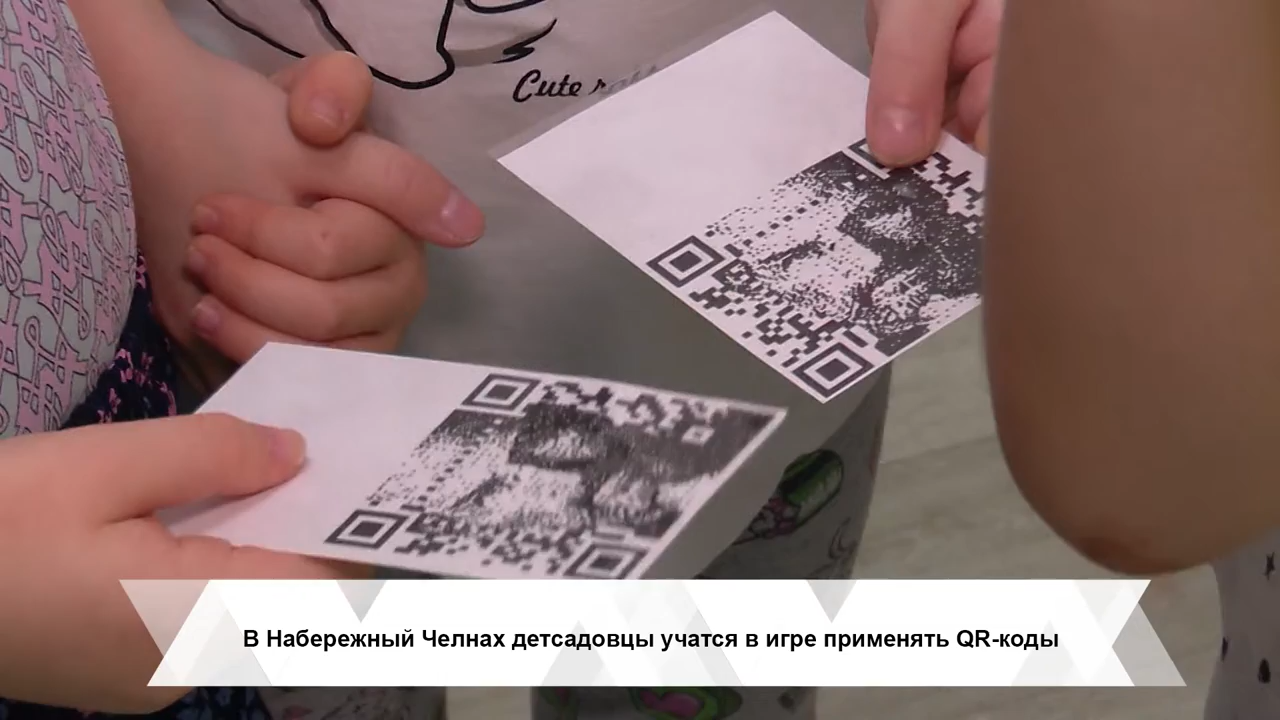 Cute
В Набережный Челнах детсадовцы учатся в игре применять QR-коды